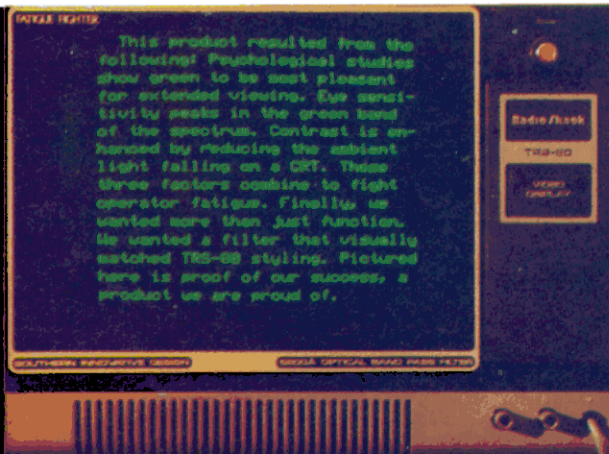 FATIGUE FIGHTER
This product resulted from the
following: Psychological studies
show green to be most pleasant
for extended viewing. Eye sensi-
tivity peaks in the green band
of the spectrum. Contrast is en-
hanced by reducing the ambient
light falling on a CRT. These
three factors combine to fight
operator fatigue. Finally, we
wanted more than just function.
We wanted a filter that visually
matched TRS-80 styling. Pictured
here is proof of our success, a
product we are proud of.
SOUTHERN INNOVATIVE DESIGN
OPTICAL BAND PASS FILTER
Radio Shack
TRS-80
VIDEO
DISPLAY